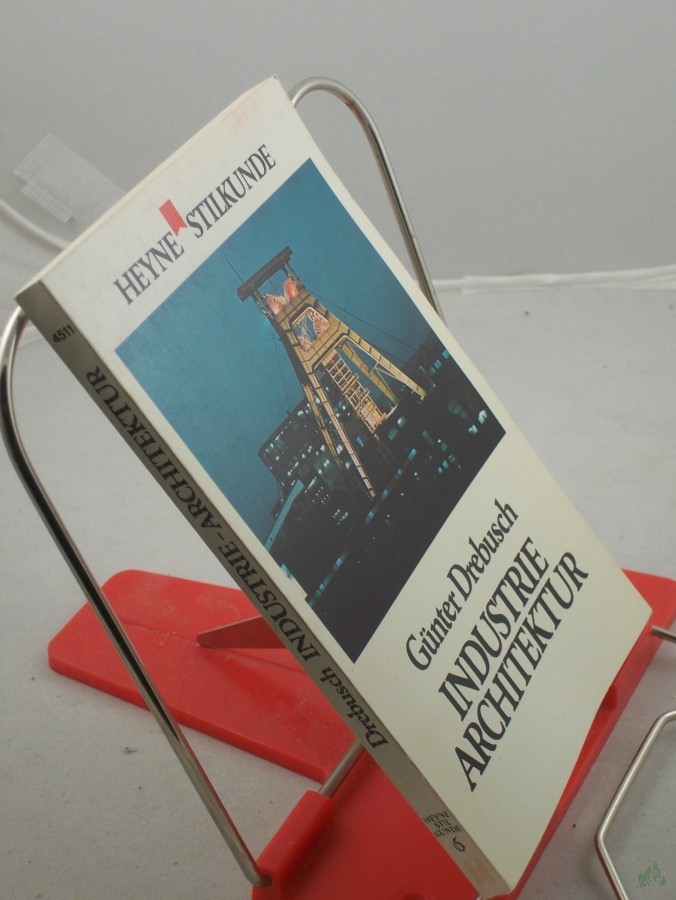 HEYNE STILKUNDE
Günter Drebusch
INDUSTRIE
ARCHITEKTUR
4511
Drebusch INDUSTRIE-ARCHITEKTUR
HEYNE
STIL
KUNDE
6